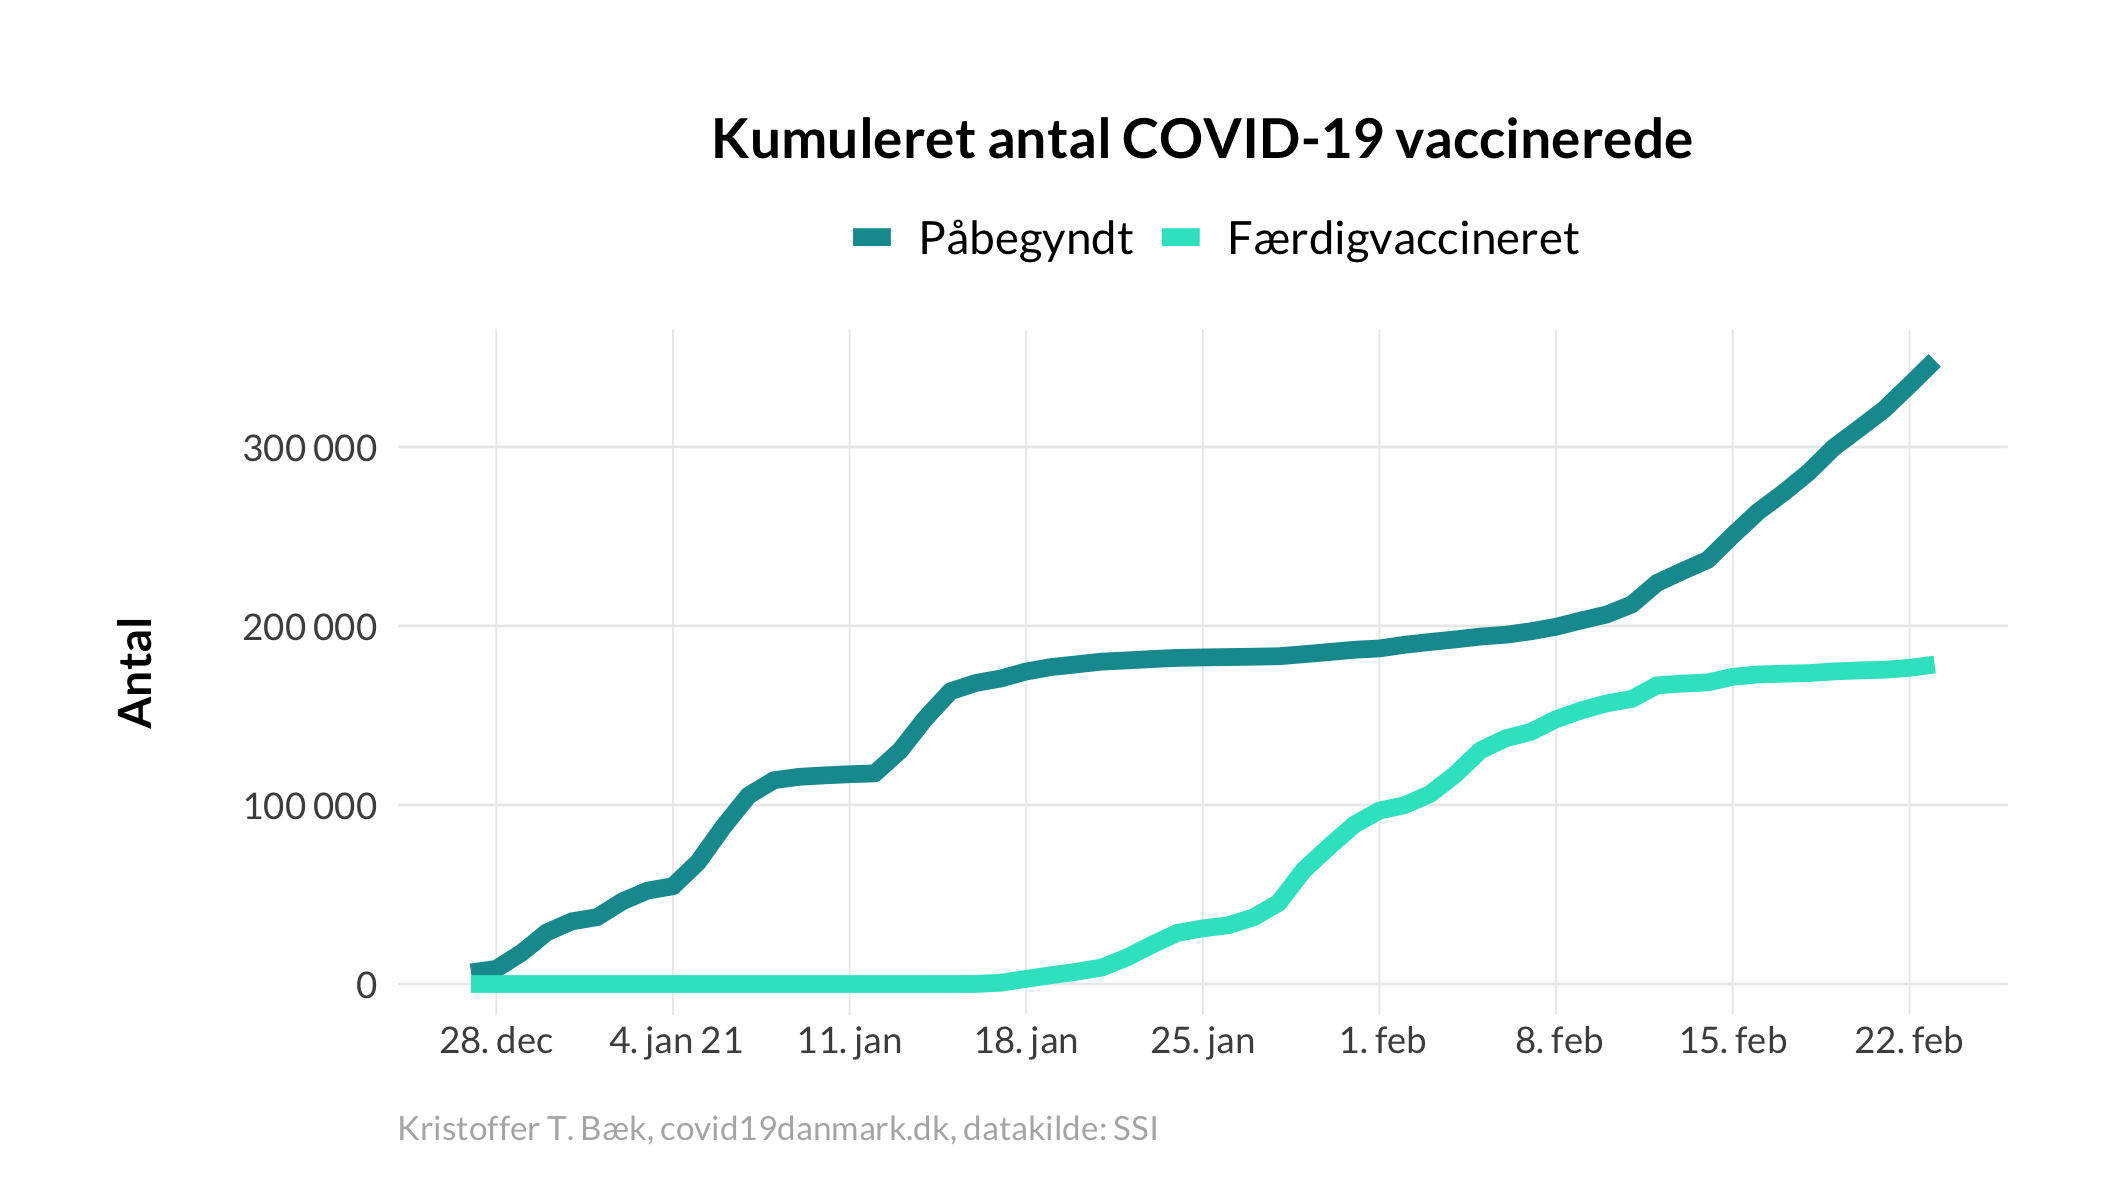 Kumuleret antal COVID-19 vaccinerede
Påbegyndt Færdigvaccineret
Antal
300 000
200 000
100 000
0
28. dec 4. jan 21 11. jan 18. jan 25. jan 1. feb 8. feb 15. feb 22. feb
Kristoffer T. Bæk, covid19danmark.dk, datakilde: SSI